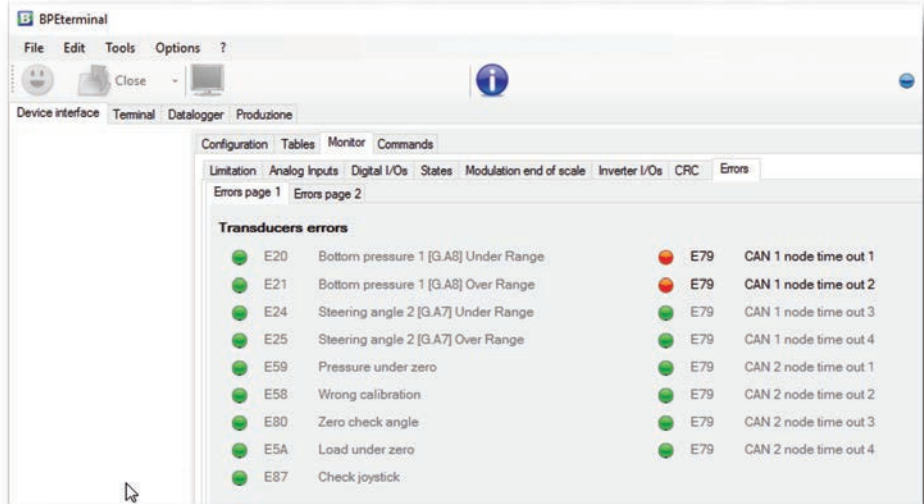 BPEterminal
File Edit Tools Options ?
Close
Device interface Terminal Datalogger Produzione
Configuration Tables Monitor Commands
Limitation Analog Inputs Digital I/Os States Modulation end of scale Inverter I/Os CRC Errors
Errors page 1 Errors page 2
Transducers errors
E20 Bottom pressure 1 [G.A8] Under Range E79 CAN 1 node time out 1
E21 Bottom pressure 1 [G.A8] Over Range E79 CAN 1 node time out 2
E24 Steering angle 2 [G.A7] Under Range E79 CAN 1 node time out 3
E25 Steering angle 2 [G.A7] Over Range E79 CAN 1 node time out 4
E59 Pressure under zero E79 CAN 2 node time out 1
E58 Wrong calibration E79 CAN 2 node time out 2
E80 Zero check angle E79 CAN 2 node time out 3
E5A Load under zero E79 CAN 2 node time out 4
E87 Check joystick